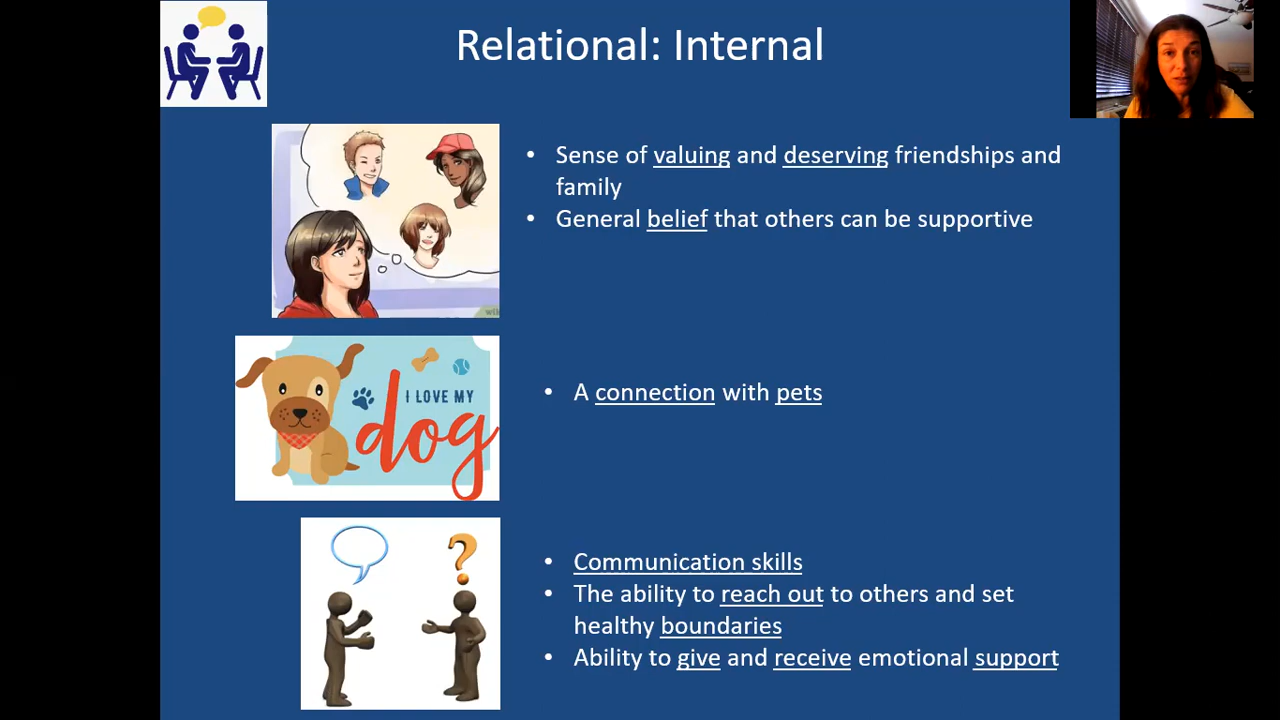 Relational: Internal
• Sense of valuing and deserving friendships and
family
• General belief that others can be supportive
I LOVE MY
dog
• A connection with pets
?
• Communication skills
• The ability to reach out to others and set
healthy boundaries
• Ability to give and receive emotional support